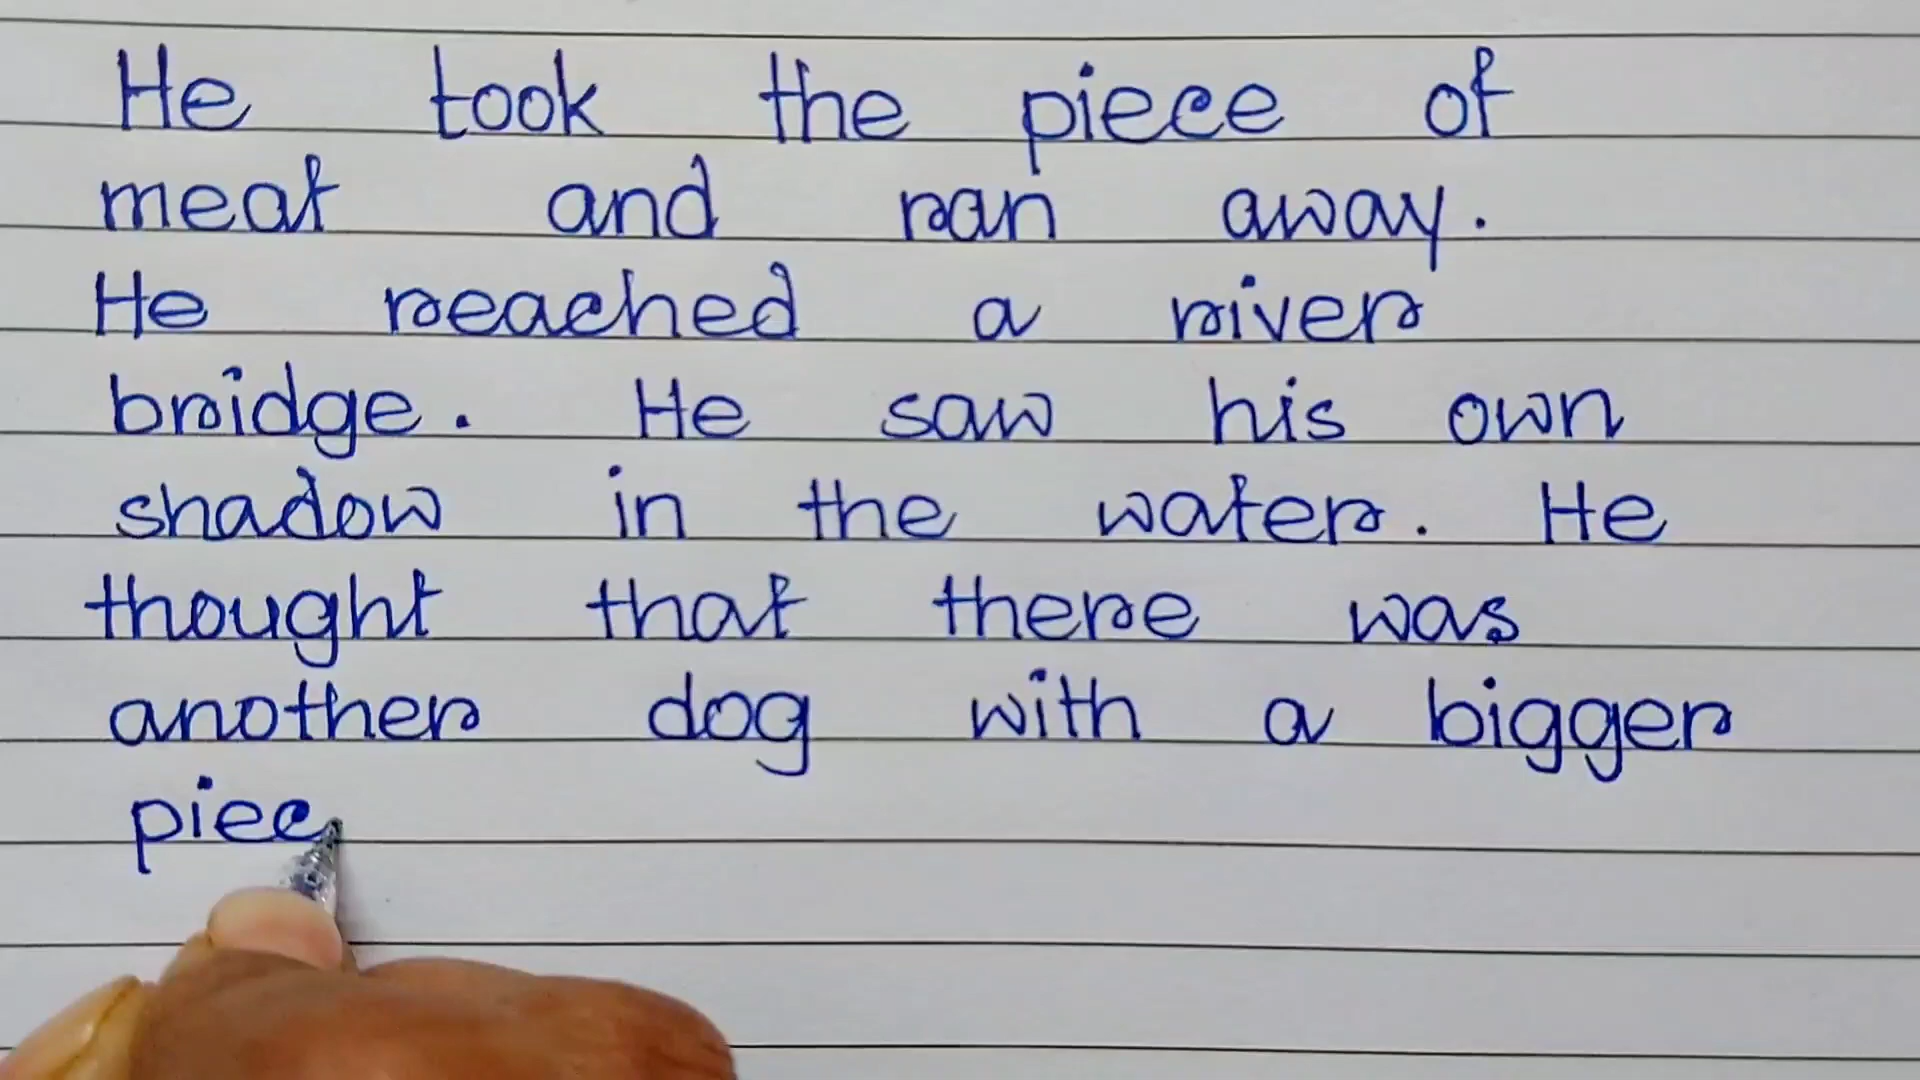 He took the piece of
meat and ran away.
He reached a river
bridge. He saw his own
shadow in the water. He
thought that there was
another dog with a bigger
piec